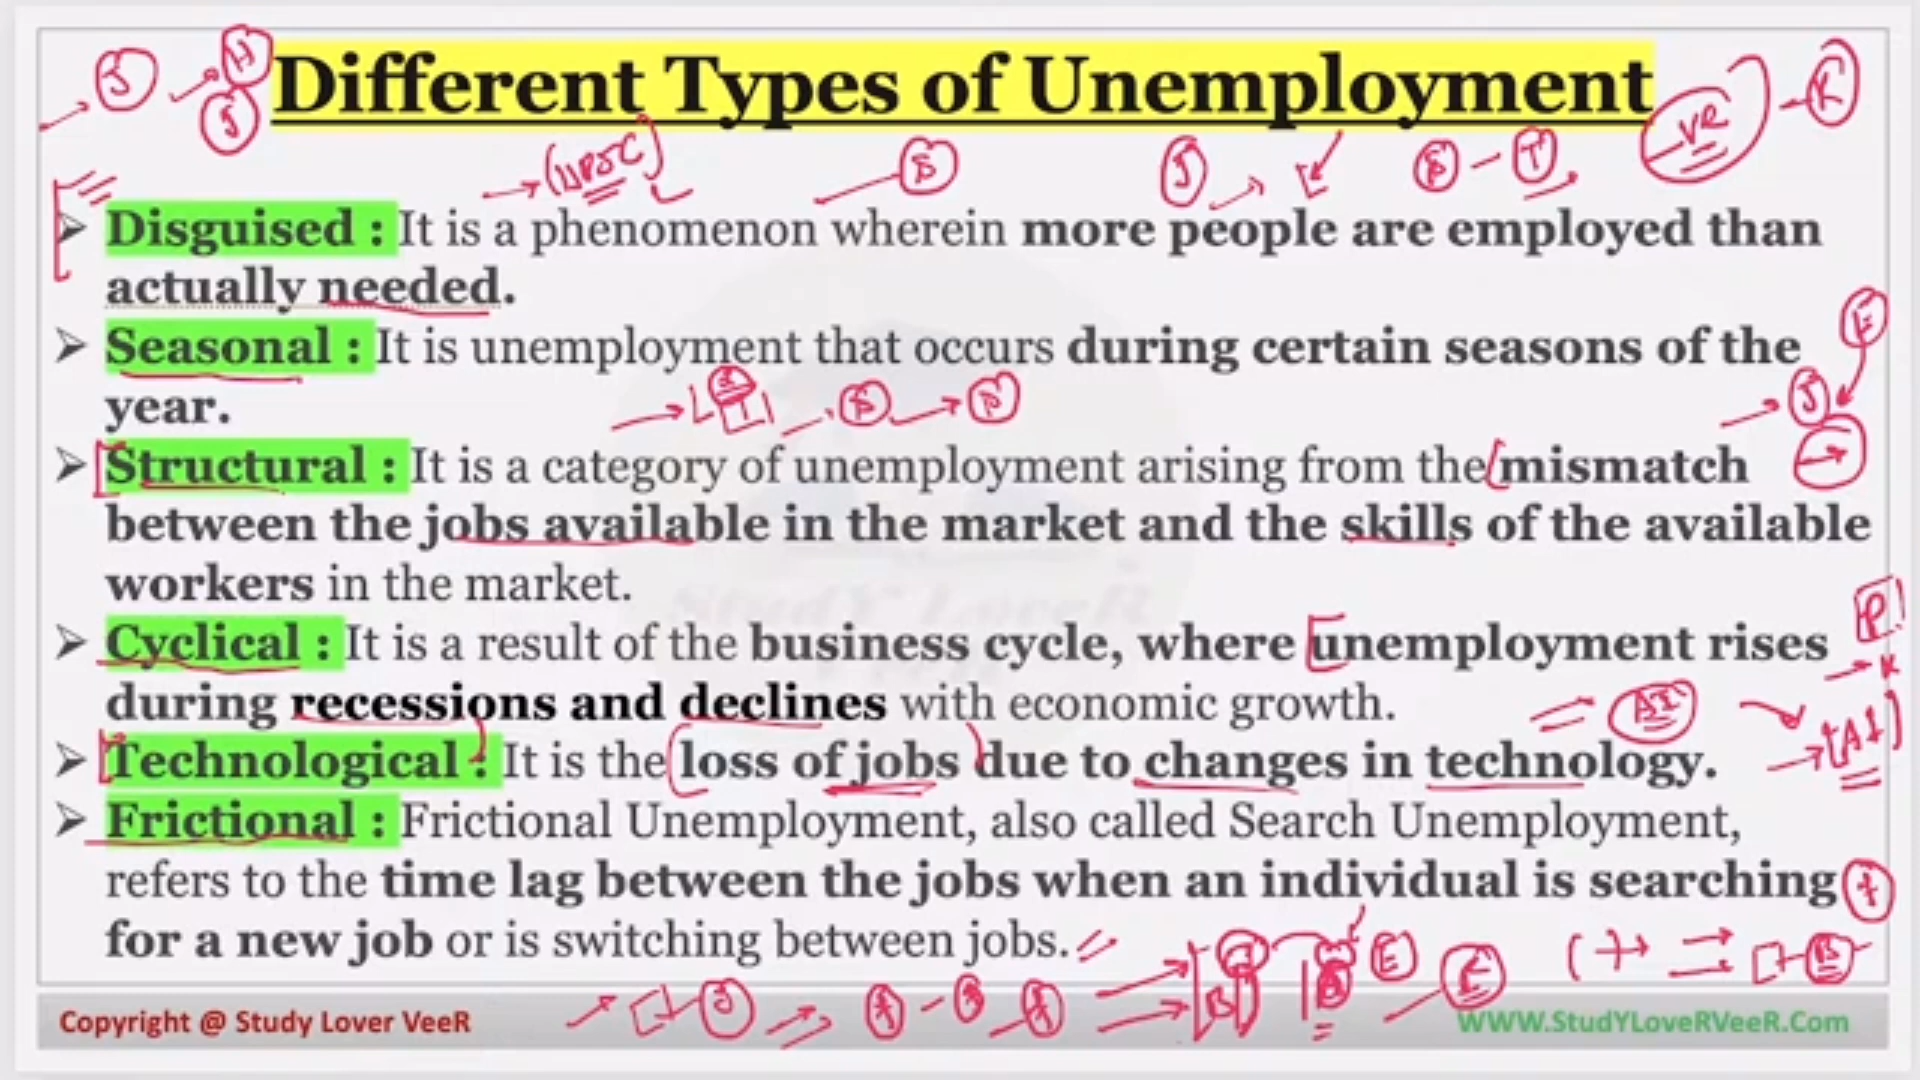 Different Types of Unemployment
(UPSC)
➢ Disguised : It is a phenomenon wherein more people are employed than
actually needed.
➢ Seasonal : It is unemployment that occurs during certain seasons of the
year.
➢ Structural : It is a category of unemployment arising from the mismatch
between the jobs available in the market and the skills of the available
workers in the market.
➢ Cyclical : It is a result of the business cycle, where unemployment rises
during recessions and declines with economic growth.
AI
➢ Technological : It is the loss of jobs due to changes in technology.
[AI]
➢ Frictional : Frictional Unemployment, also called Search Unemployment,
refers to the time lag between the jobs when an individual is searching
for a new job or is switching between jobs.
Copyright @ Study Lover VeeR
WWW.StudYLoveRVeeR.Com